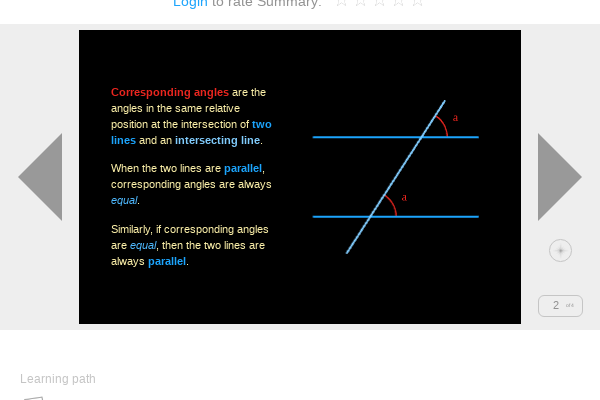 Login to rate Summary:
Corresponding angles are the
angles in the same relative
position at the intersection of two
lines and an intersecting line.
When the two lines are parallel,
corresponding angles are always
equal.
Similarly, if corresponding angles
are equal, then the two lines are
always parallel.
a
a
2
Learning path